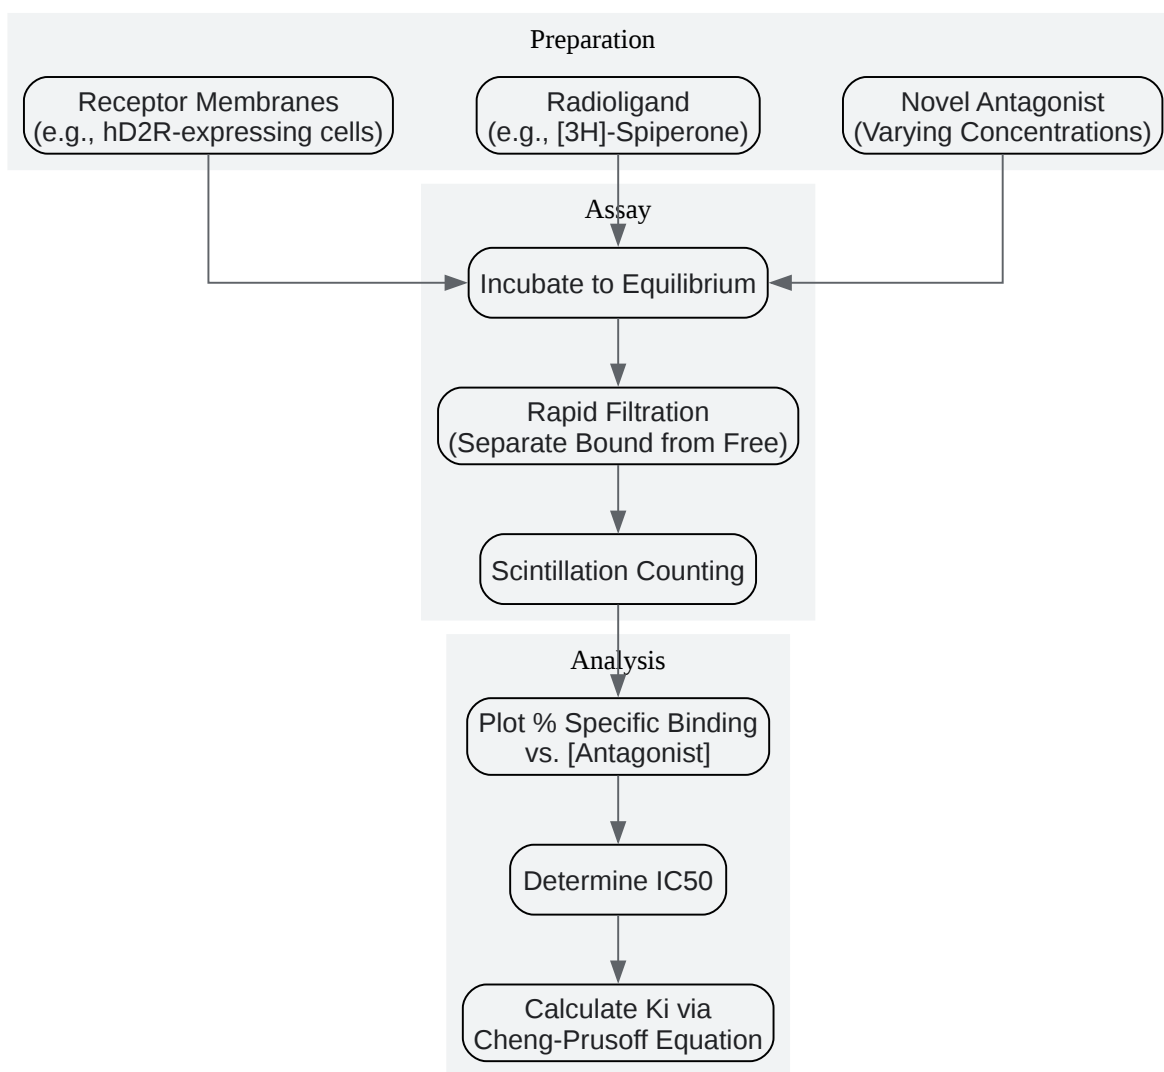 Preparation
Receptor Membranes
(e.g., hD2R-expressing cells)
Radioligand
(e.g., [3H]-Spiperone)
Novel Antagonist
(Varying Concentrations)
Assay
Incubate to Equilibrium
Rapid Filtration
(Separate Bound from Free)
Scintillation Counting
Analysis
Plot % Specific Binding
vs. [Antagonist]
Determine IC50
Calculate Ki via
Cheng-Prusoff Equation